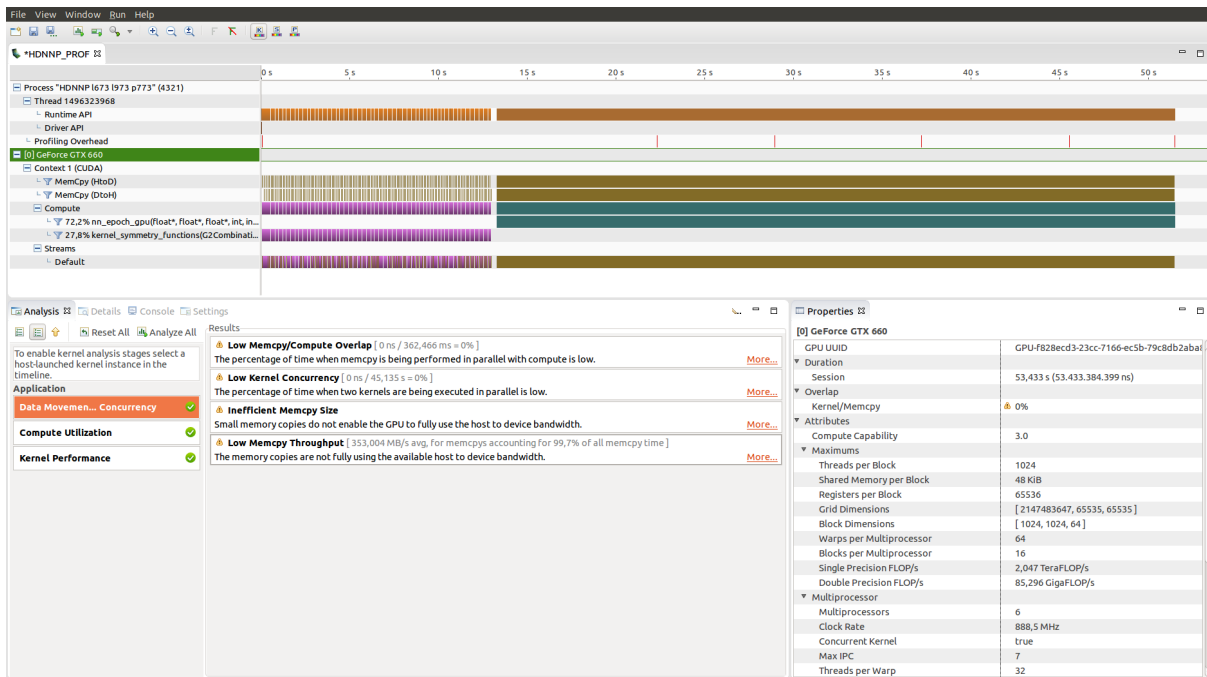 File View Window Run Help
*HDNNP_PROF
0 s 5 s 10 s 15 s 20 s 25 s 30 s 35 s 40 s 45 s 50 s
Process "HDNNP l673 l973 p773" (4321)
Thread 1496323968
Runtime API
Driver API
Profiling Overhead
[0] GeForce GTX 660
Context 1 (CUDA)
MemCpy (HtoD)
MemCpy (DtoH)
Compute
72,2% nn_epoch_gpu(float*, float*, float*, int, in...
27,8% kernel_symmetry_functions(G2Combinati...
Streams
Default
Analysis Details Console Settings
Reset All Analyze All
To enable kernel analysis stages select a
host-launched kernel instance in the
timeline.
Application
Data Movemen... Concurrency
Compute Utilization
Kernel Performance
Results
Low Memcpy/Compute Overlap [ 0 ns / 362,466 ms = 0% ]
The percentage of time when memcpy is being performed in parallel with compute is low. More...
Low Kernel Concurrency [ 0 ns / 45,135 s = 0% ]
The percentage of time when two kernels are being executed in parallel is low. More...
Inefficient Memcpy Size
Small memory copies do not enable the GPU to fully use the host to device bandwidth. More...
Low Memcpy Throughput [ 353,004 MB/s avg, for memcpys accounting for 99,7% of all memcpy time ]
The memory copies are not fully using the available host to device bandwidth. More...
Properties
[0] GeForce GTX 660
GPU UUID GPU-f828ecd3-23cc-7166-ec5b-79c8db2aba
Duration
Session 53,433 s (53.433.384.399 ns)
Overlap
Kernel/Memcpy 0%
Attributes
Compute Capability 3.0
Maximums
Threads per Block 1024
Shared Memory per Block 48 KiB
Registers per Block 65536
Grid Dimensions [ 2147483647, 65535, 65535 ]
Block Dimensions [ 1024, 1024, 64 ]
Warps per Multiprocessor 64
Blocks per Multiprocessor 16
Single Precision FLOP/s 2,047 TeraFLOP/s
Double Precision FLOP/s 85,296 GigaFLOP/s
Multiprocessor
Multiprocessors 6
Clock Rate 888,5 MHz
Concurrent Kernel true
Max IPC 7
Threads per Warp 32